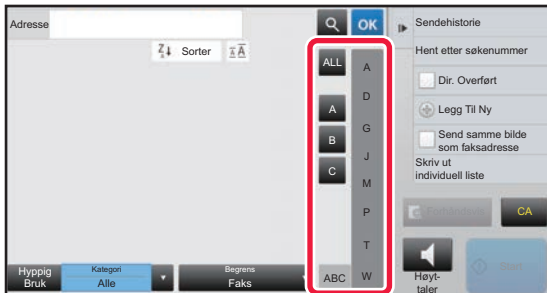 Adresse
OK
Sorter
ALL
A
B
C
ABC
A
D
G
J
M
P
T
W
Sendehistorie
Hent etter søkenummer
Dir. Overført
Legg Til Ny
Send samme bilde
som faksadresse
Skriv ut
individuell liste
CA
Hyppig
Bruk
Kategori
Alle
Begrens
Faks
Høyt-
taler
Start